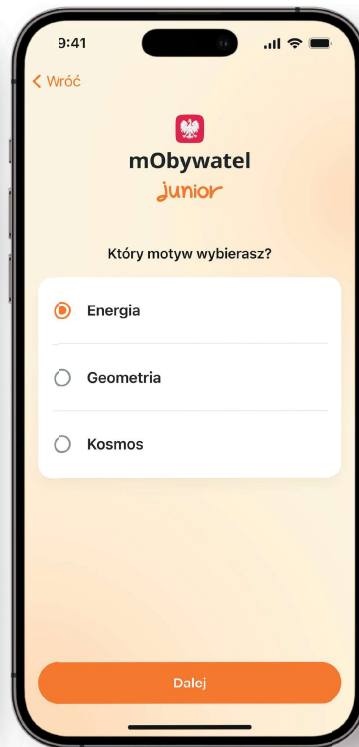 9:41
Wróć
mObywatel
junior
Który motyw wybierasz?
Energia
Geometria
Kosmos
Dalej